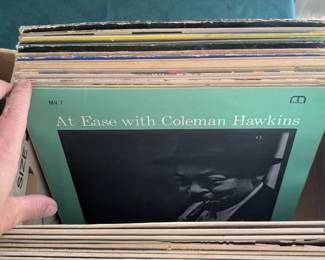 MV 7
At Ease with Coleman Hawkins
SIZE